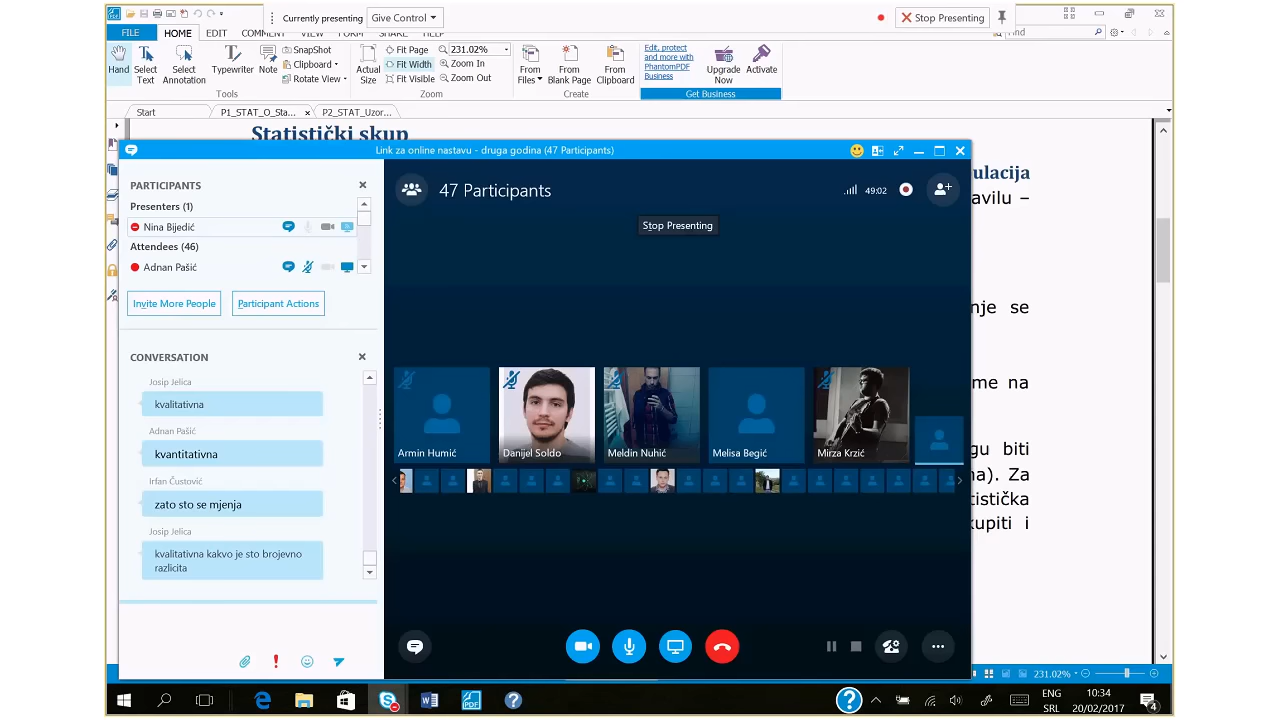 Currently presenting
Give Control
Stop Presenting
FILE
HOME
EDIT
VIEW
FORM
SHARE
HELP
Find
Hand
Select Text
Select Annotation
Typewriter
Note
SnapShot
Clipboard
Rotate View
Tools
Actual Size
Fit Page
Fit Width
Fit Visible
231.02%
Zoom In
Zoom Out
Zoom
From Files
From Blank Page
From Clipboard
Create
Edit, protect
and more with
PhantomPDF
Business
Upgrade Now
Activate
Get Business
Start
P1_STAT_O_Sta...
P2_STAT_Uzor...
Statistički skup
ulacija
avilu –
nje se
me na
gu biti
na). Za
tistička
kupiti i
Link za online nastavu - druga godina (47 Participants)
PARTICIPANTS
Presenters (1)
Nina Bijedić
Attendees (46)
Adnan Pašić
Invite More People
Participant Actions
CONVERSATION
Josip Jelica
kvalitativna
Adnan Pašić
kvantitativna
Irfan Čustović
zato sto se mjenja
Josip Jelica
kvalitativna kakvo je sto brojevno
razlicita
47 Participants
49:02
Stop Presenting
Armin Humić
Danijel Soldo
Meldin Nuhić
Melisa Begić
Mirza Krzić
231.02%
ENG
SRL
10:34
20/02/2017
4